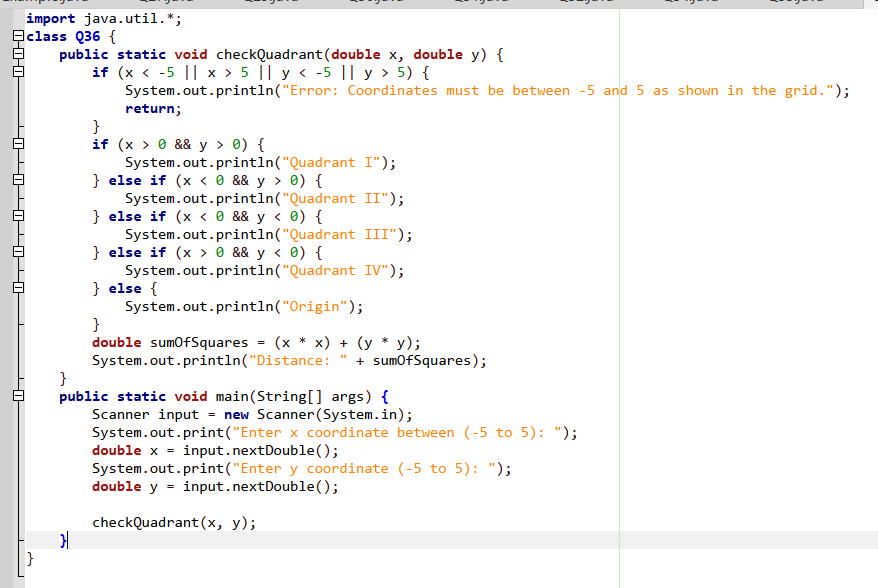 import java.util.*;
class Q36 {
    public static void checkQuadrant(double x, double y) {
        if (x < -5 || x > 5 || y < -5 || y > 5) {
            System.out.println("Error: Coordinates must be between -5 and 5 as shown in the grid.");
            return;
        }
        if (x > 0 && y > 0) {
            System.out.println("Quadrant I");
        } else if (x < 0 && y > 0) {
            System.out.println("Quadrant II");
        } else if (x < 0 && y < 0) {
            System.out.println("Quadrant III");
        } else if (x > 0 && y < 0) {
            System.out.println("Quadrant IV");
        } else {
            System.out.println("Origin");
        }
        double sumOfSquares = (x * x) + (y * y);
        System.out.println("Distance: " + sumOfSquares);
    }
    public static void main(String[] args) {
        Scanner input = new Scanner(System.in);
        System.out.print("Enter x coordinate between (-5 to 5): ");
        double x = input.nextDouble();
        System.out.print("Enter y coordinate (-5 to 5): ");
        double y = input.nextDouble();

        checkQuadrant(x, y);
    }
}